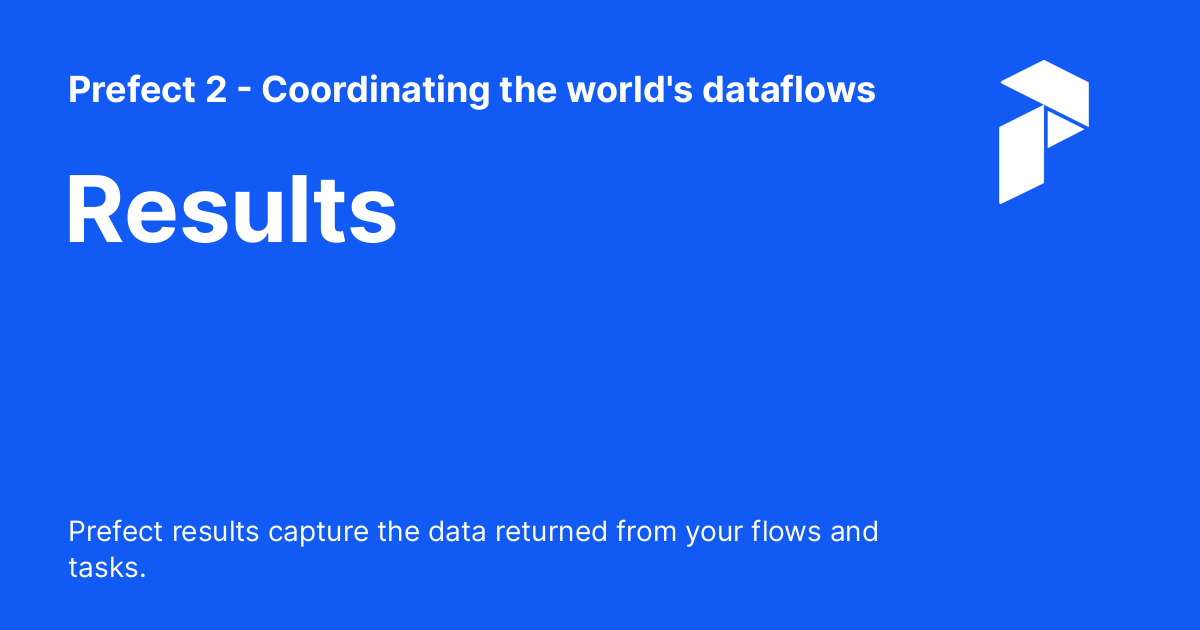 Prefect 2 - Coordinating the world's dataflows
Results
Prefect results capture the data returned from your flows and
tasks.